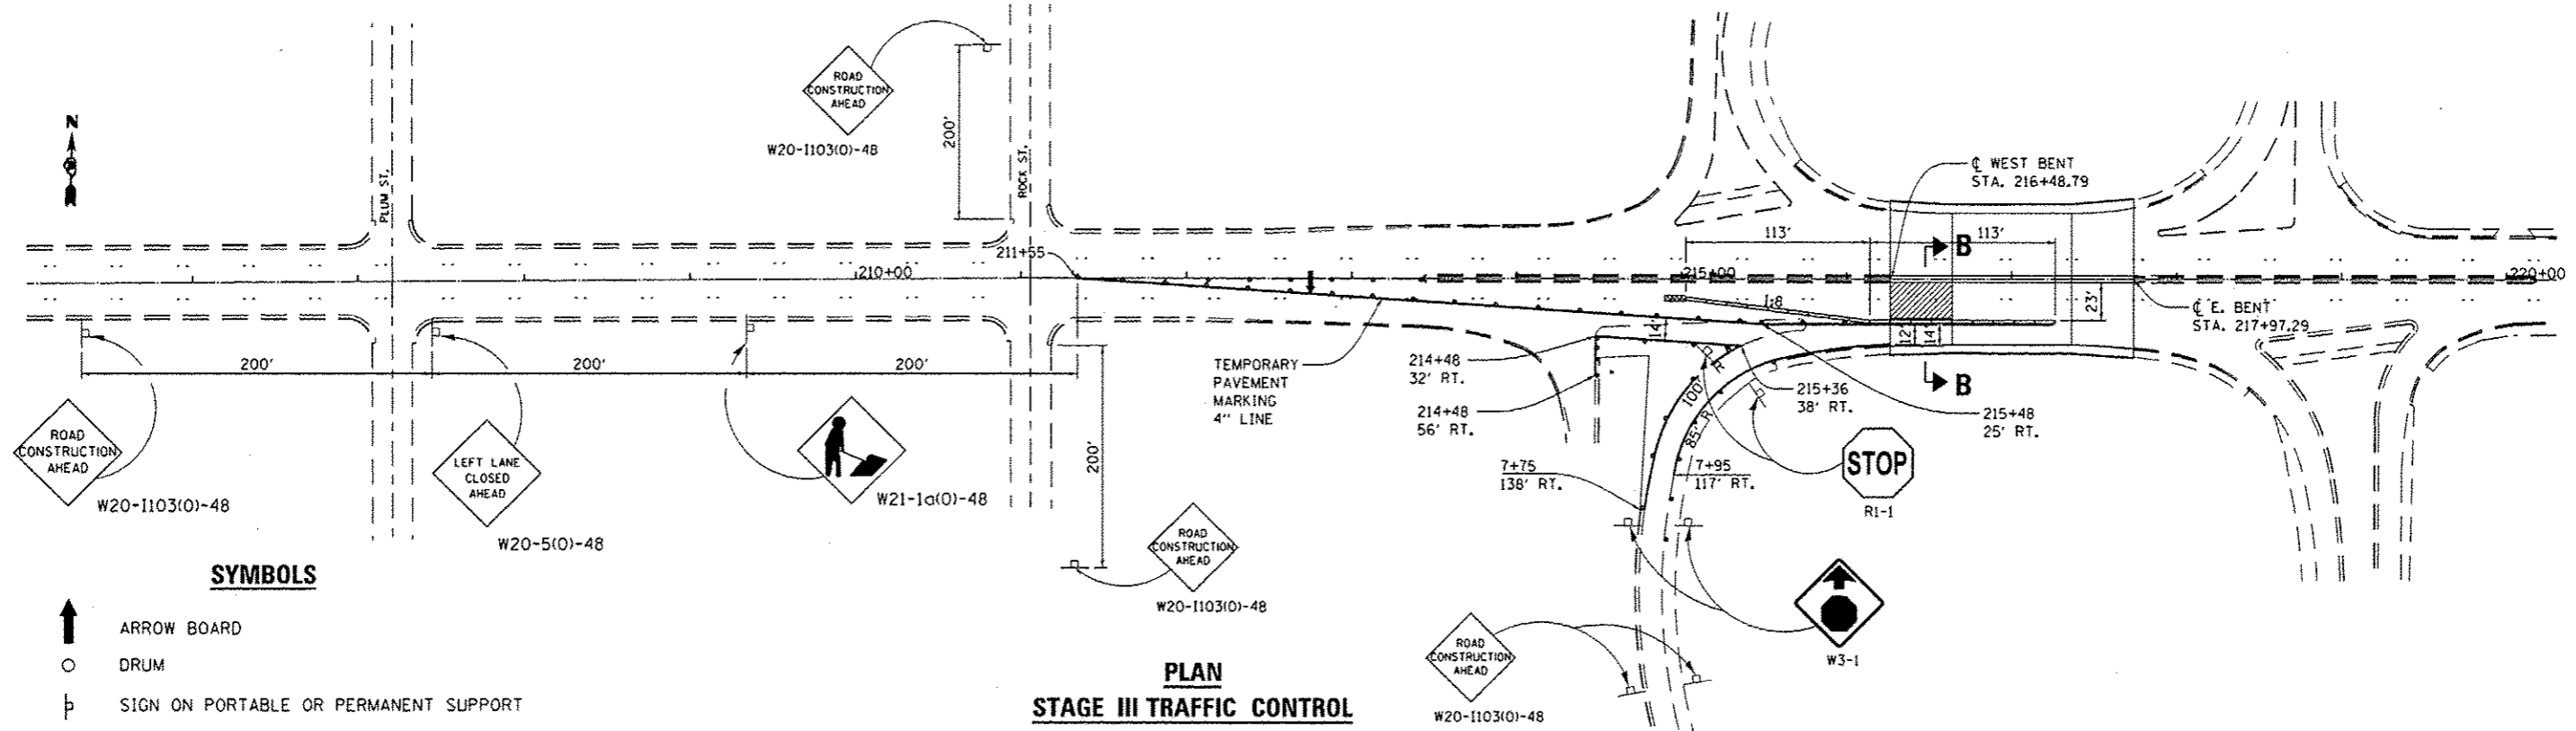 N
PLUM ST.
ROAD
CONSTRUCTION
AHEAD
W20-I103(O)-48
200'
ROCK ST.
211+55
210+00
215+00
220+00
113'
113'
B
B
℄ WEST BENT
STA. 216+48.79
℄ E. BENT
STA. 217+97.29
1:8
14'
12'
14'
23'
200'
200'
200'
200'
ROAD
CONSTRUCTION
AHEAD
W20-I103(O)-48
LEFT LANE
CLOSED
AHEAD
W20-5(O)-48
W21-1a(O)-48
ROAD
CONSTRUCTION
AHEAD
W20-I103(O)-48
TEMPORARY
PAVEMENT
MARKING
4" LINE
214+48
32' RT.
214+48
56' RT.
100' R
85' R
215+36
38' RT.
215+48
25' RT.
7+75
138' RT.
7+95
117' RT.
STOP
R1-1
W3-1
ROAD
CONSTRUCTION
AHEAD
W20-I103(O)-48
SYMBOLS
ARROW BOARD
DRUM
SIGN ON PORTABLE OR PERMANENT SUPPORT
PLAN
STAGE III TRAFFIC CONTROL